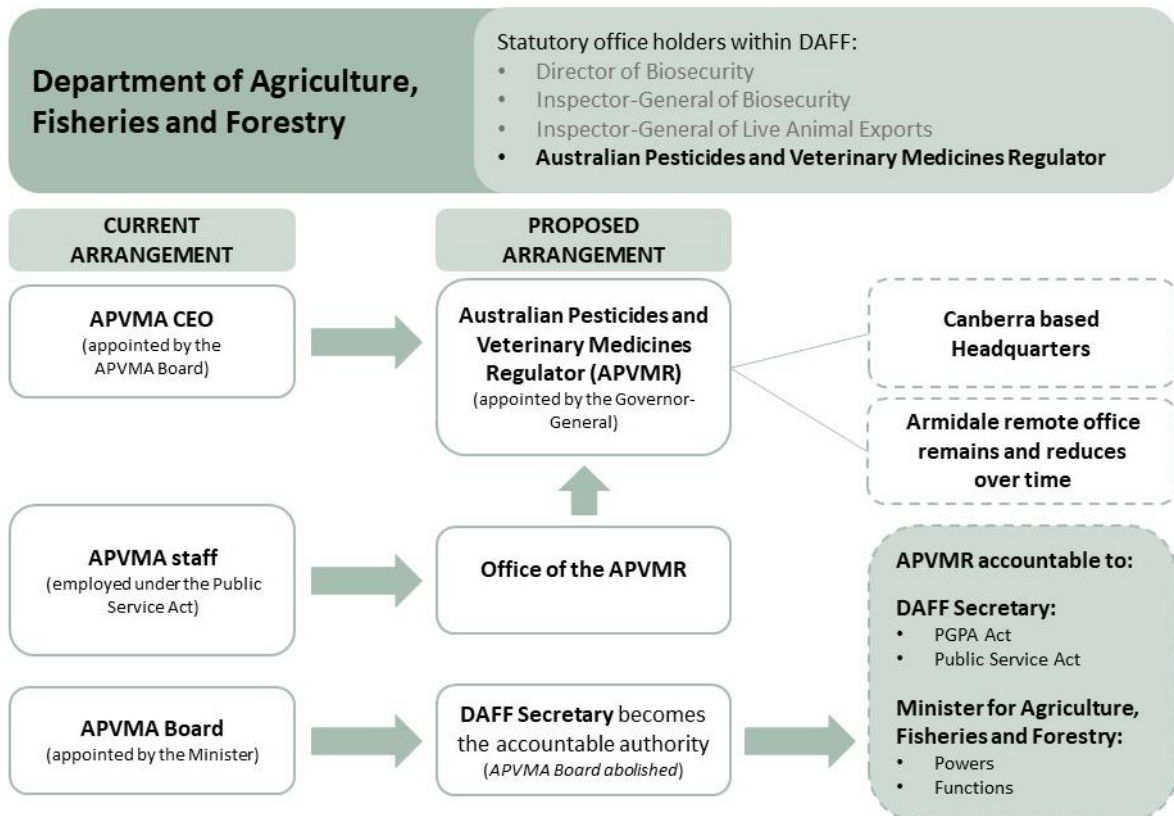 Department of Agriculture,
Fisheries and Forestry
Statutory office holders within DAFF:
• Director of Biosecurity
• Inspector-General of Biosecurity
• Inspector-General of Live Animal Exports
• Australian Pesticides and Veterinary Medicines Regulator
CURRENT
ARRANGEMENT
PROPOSED
ARRANGEMENT
APVMA CEO
(appointed by the
APVMA Board)
Australian Pesticides and
Veterinary Medicines
Regulator (APVMR)
(appointed by the Governor-
General)
Canberra based
Headquarters
Armidale remote office
remains and reduces
over time
APVMA staff
(employed under the Public
Service Act)
Office of the APVMR
APVMA Board
(appointed by the Minister)
DAFF Secretary becomes
the accountable authority
(APVMA Board abolished)
APVMR accountable to:
DAFF Secretary:
• PGPA Act
• Public Service Act
Minister for Agriculture,
Fisheries and Forestry:
• Powers
• Functions